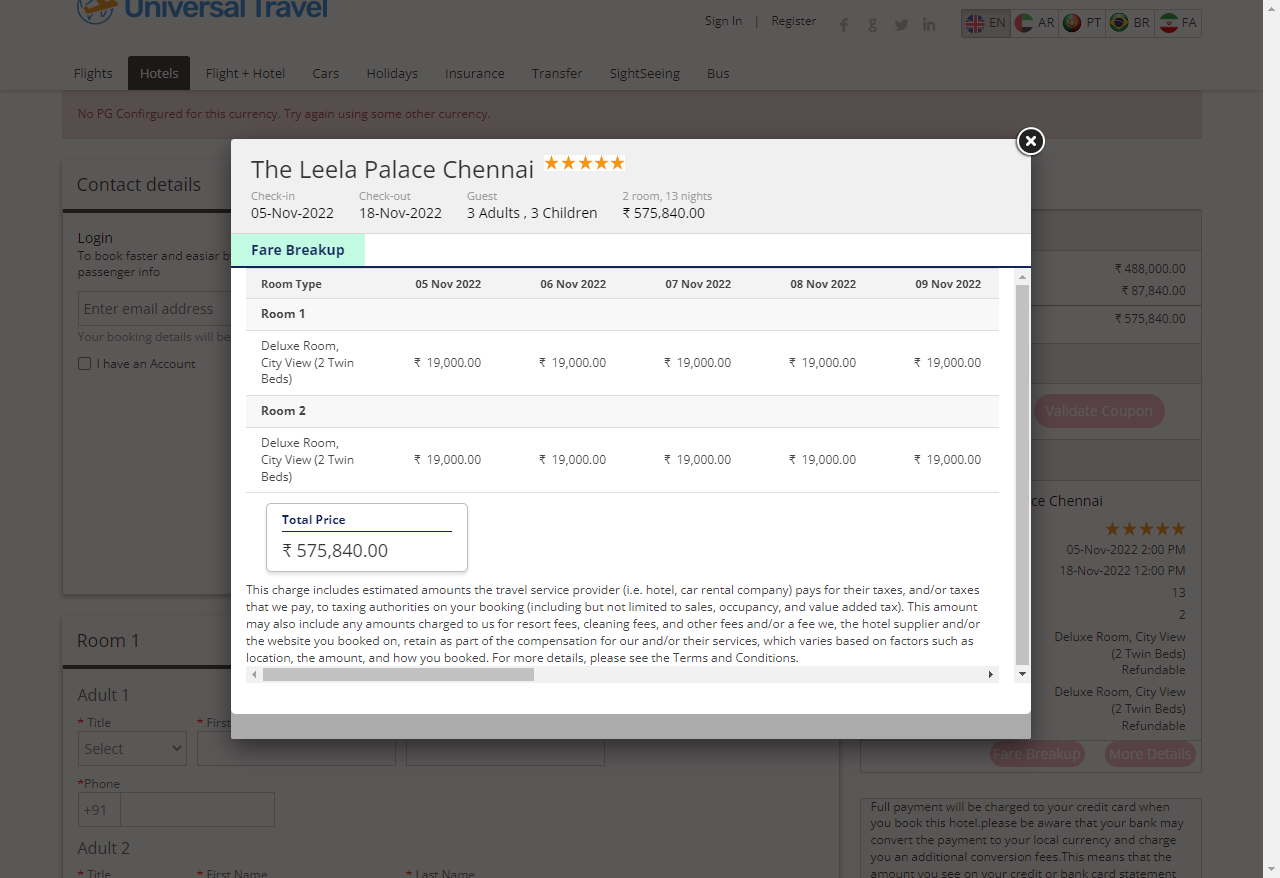 Universal Travel
Sign In | Register
EN AR PT BR FA
Flights Hotels Flight + Hotel Cars Holidays Insurance Transfer SightSeeing Bus
No PG Confirgured for this currency. Try again using some other currency.
Contact details
Login
To book faster and easiar b
passenger info
Enter email address
Your booking details will be
I have an Account
The Leela Palace Chennai
Check-in Check-out Guest 2 room, 13 nights
05-Nov-2022 18-Nov-2022 3 Adults , 3 Children ₹ 575,840.00
Fare Breakup
Room Type 05 Nov 2022 06 Nov 2022 07 Nov 2022 08 Nov 2022 09 Nov 2022
Room 1
Deluxe Room,
City View (2 Twin
Beds)
₹ 19,000.00 ₹ 19,000.00 ₹ 19,000.00 ₹ 19,000.00 ₹ 19,000.00
Room 2
Deluxe Room,
City View (2 Twin
Beds)
₹ 19,000.00 ₹ 19,000.00 ₹ 19,000.00 ₹ 19,000.00 ₹ 19,000.00
Total Price
₹ 575,840.00
This charge includes estimated amounts the travel service provider (i.e. hotel, car rental company) pays for their taxes, and/or taxes
that we pay, to taxing authorities on your booking (including but not limited to sales, occupancy, and value added tax). This amount
may also include any amounts charged to us for resort fees, cleaning fees, and other fees and/or a fee we, the hotel supplier and/or
the website you booked on, retain as part of the compensation for our and/or their services, which varies based on factors such as
location, the amount, and how you booked. For more details, please see the Terms and Conditions.
₹ 488,000.00
₹ 87,840.00
₹ 575,840.00
Validate Coupon
ce Chennai
05-Nov-2022 2:00 PM
18-Nov-2022 12:00 PM
13
2
Deluxe Room, City View
(2 Twin Beds)
Refundable
Deluxe Room, City View
(2 Twin Beds)
Refundable
Fare Breakup More Details
Full payment will be charged to your credit card when
you book this hotel.please be aware that your bank may
convert the payment to your local currency and charge
you an additional conversion fees.This means that the
amount you see on your credit or bank card statement
Room 1
Adult 1
* Title * First
Select
*Phone
+91
Adult 2
* Title * First Name * Last Name